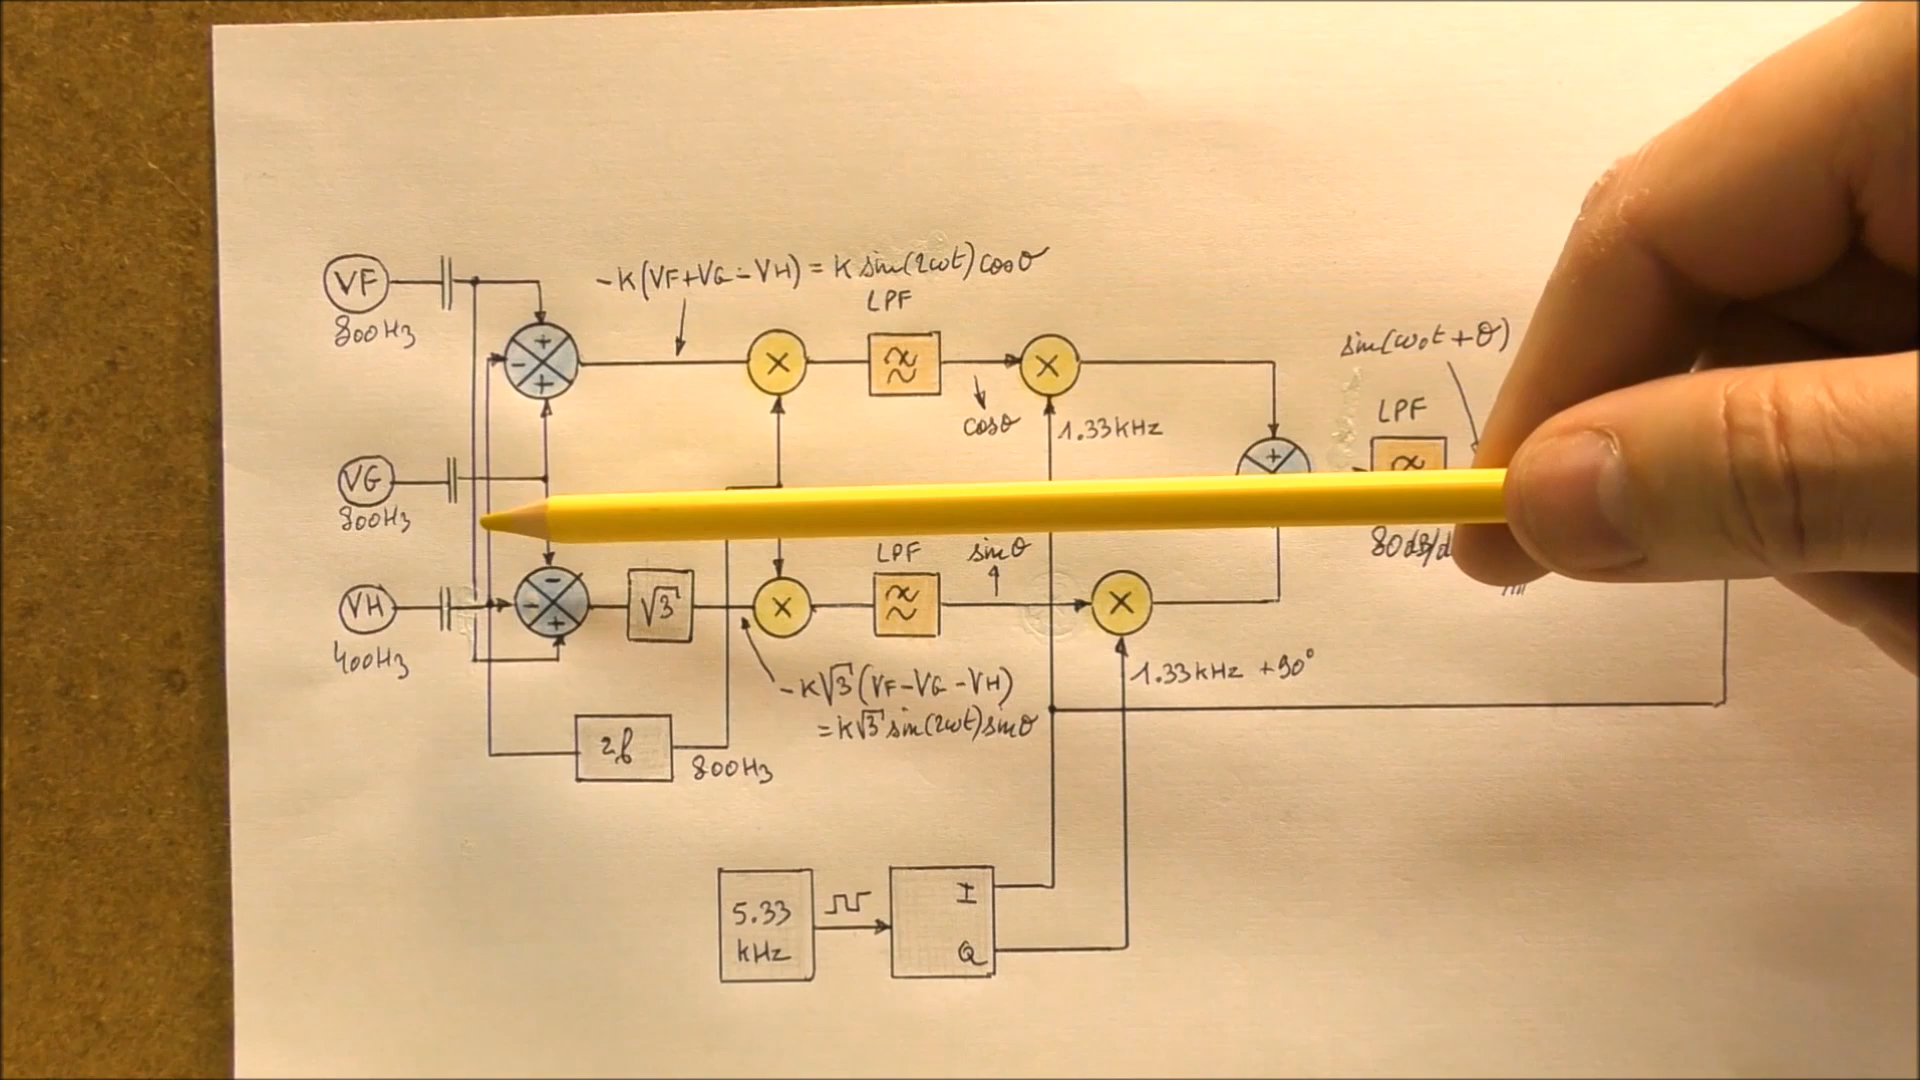 VF
800Hz
-K(VF+VG-VH) = K sin(2ωt)cosθ
LPF
sin(ω₀t + θ)
+
-
+
×
×
cosθ
1.33kHz
LPF
+
VG
800Hz
80dB/d
LPF
sinθ
VH
400Hz
-
-
+
√3
×
×
-K√3(VF-VG-VH)
=K√3 sin(2ωt)sinθ
1.33kHz +90°
2f
800Hz
5.33
kHz
I
Q